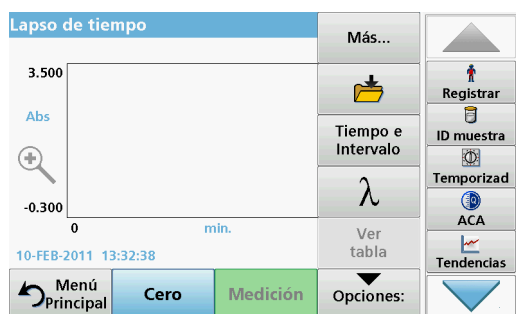 Lapso de tiempo
Más...
3.500
Abs
-0.300
0
min.
10-FEB-2011 13:32:38
Tiempo e
Intervalo
λ
Ver
tabla
Menú
Principal
Cero
Medición
Opciones:
Registrar
ID muestra
Temporizad
ACA
Tendencias